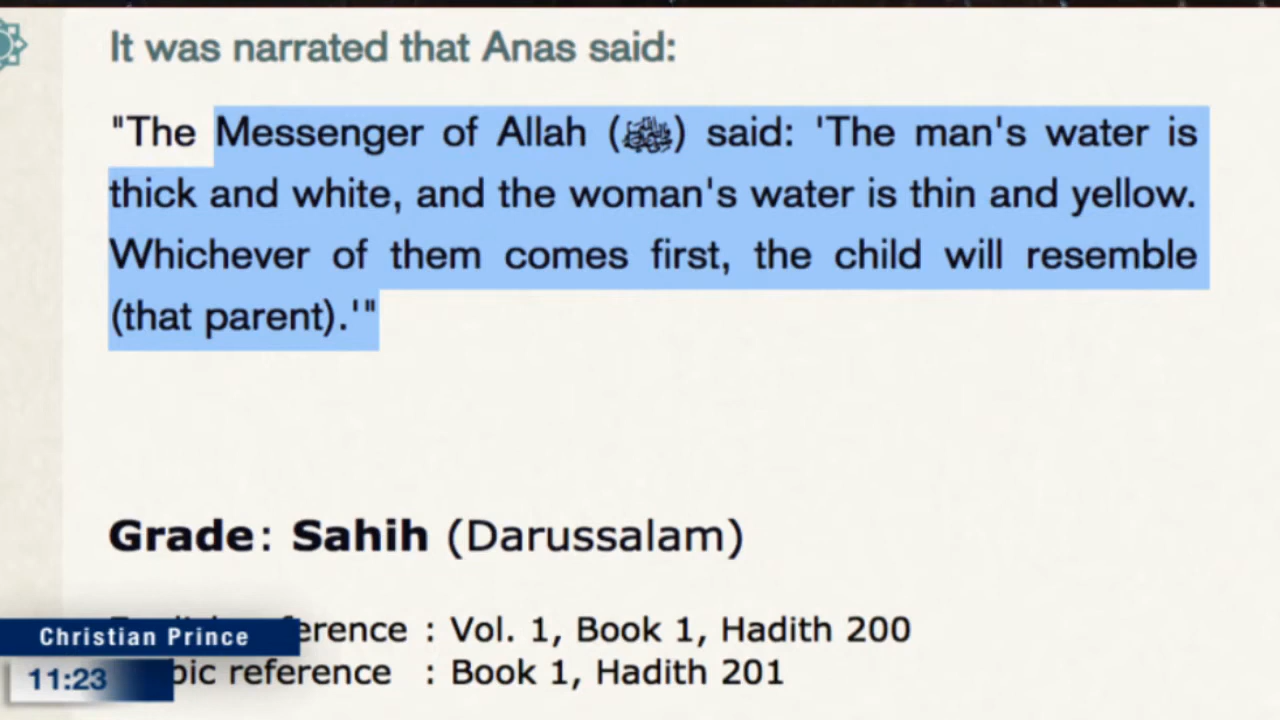 It was narrated that Anas said:
"The Messenger of Allah (ﷺ) said: 'The man's water is
thick and white, and the woman's water is thin and yellow.
Whichever of them comes first, the child will resemble
(that parent).'"
Grade: Sahih (Darussalam)
erence : Vol. 1, Book 1, Hadith 200
bic reference : Book 1, Hadith 201
Christian Prince
11:23